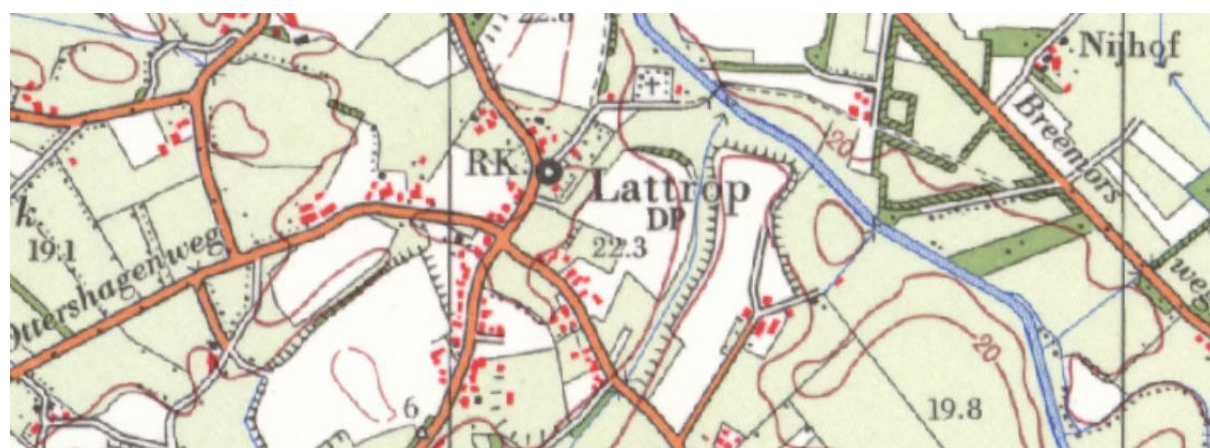 22.8
Nijhof
Breemors
weg
20
RK
Lattrop
DP
k
19.1
22.3
Ottershagenweg
20
6
19.8